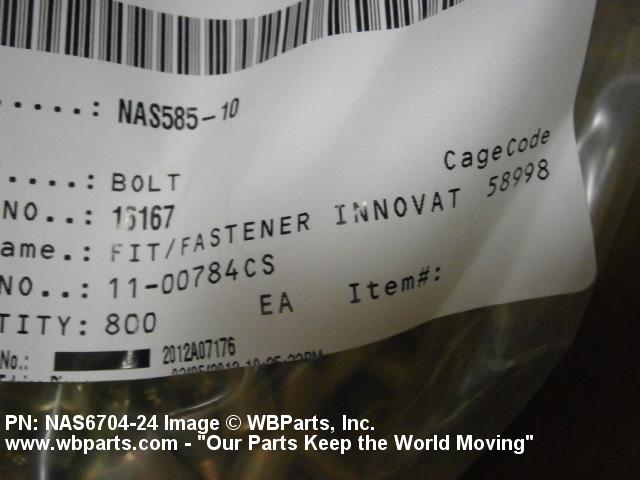 .....: NAS585-10
....: BOLT
CageCode
NO..: 16167
58998
ame.: FIT/FASTENER INNOVAT
NO..: 11-00784CS
TITY: 800 EA Item#:
No.: 2012A07176
PN: NAS6704-24 Image © WBParts, Inc.
www.wbparts.com - "Our Parts Keep the World Moving"